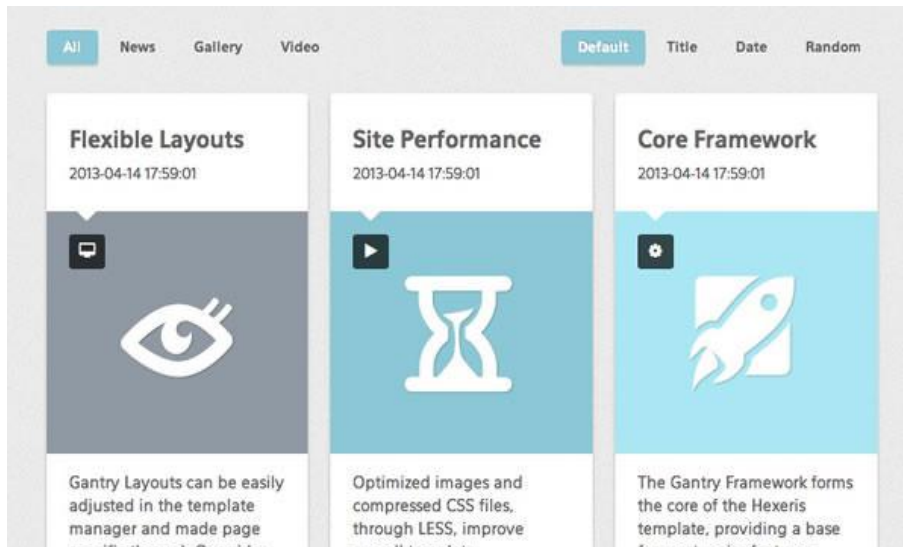 All News Gallery Video Default Title Date Random
Flexible Layouts
2013-04-14 17:59:01
Gantry Layouts can be easily
adjusted in the template
manager and made page
Site Performance
2013-04-14 17:59:01
Optimized images and
compressed CSS files,
through LESS, improve
Core Framework
2013-04-14 17:59:01
The Gantry Framework forms
the core of the Hexeris
template, providing a base